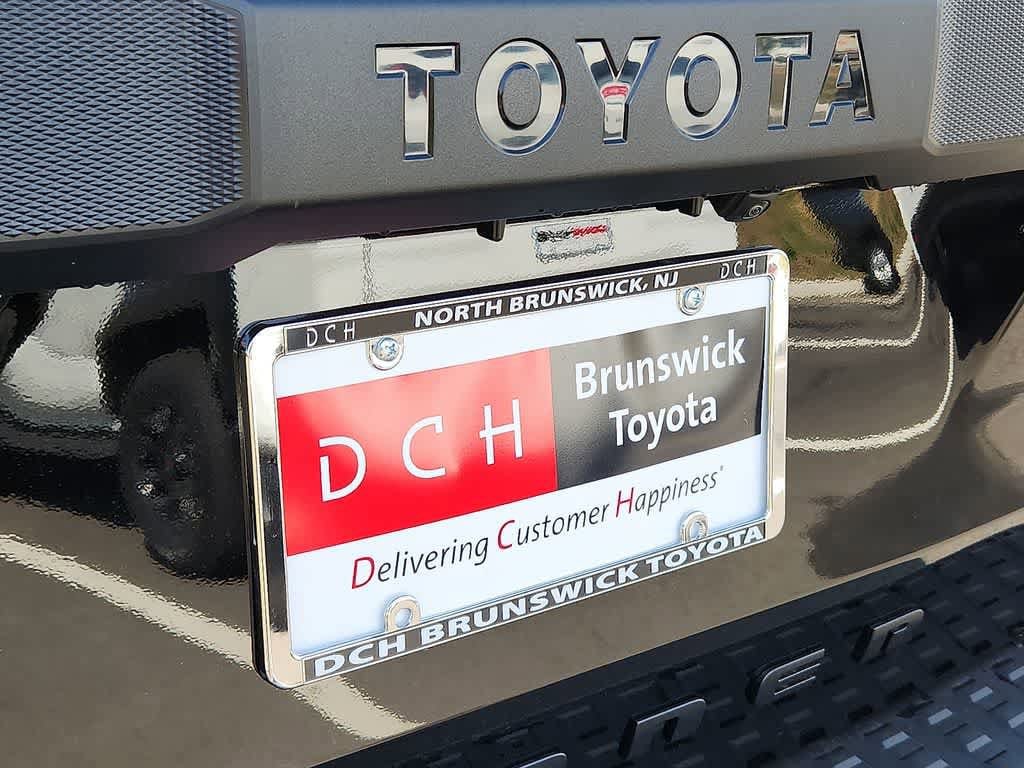 TOYOTA
DCH NORTH BRUNSWICK, NJ DCH
DCH
Brunswick
Toyota
Delivering Customer Happiness®
DCH BRUNSWICK TOYOTA